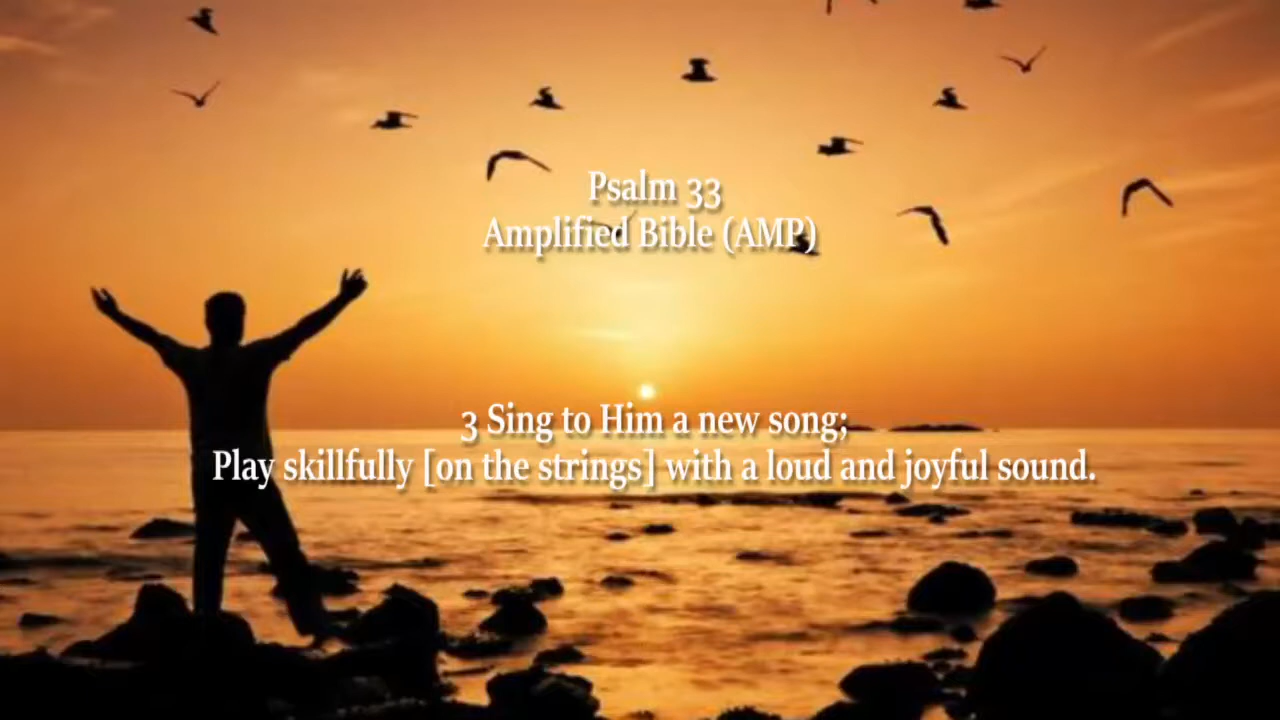 Psalm 33
Amplified Bible (AMP)
3 Sing to Him a new song;
Play skillfully [on the strings] with a loud and joyful sound.